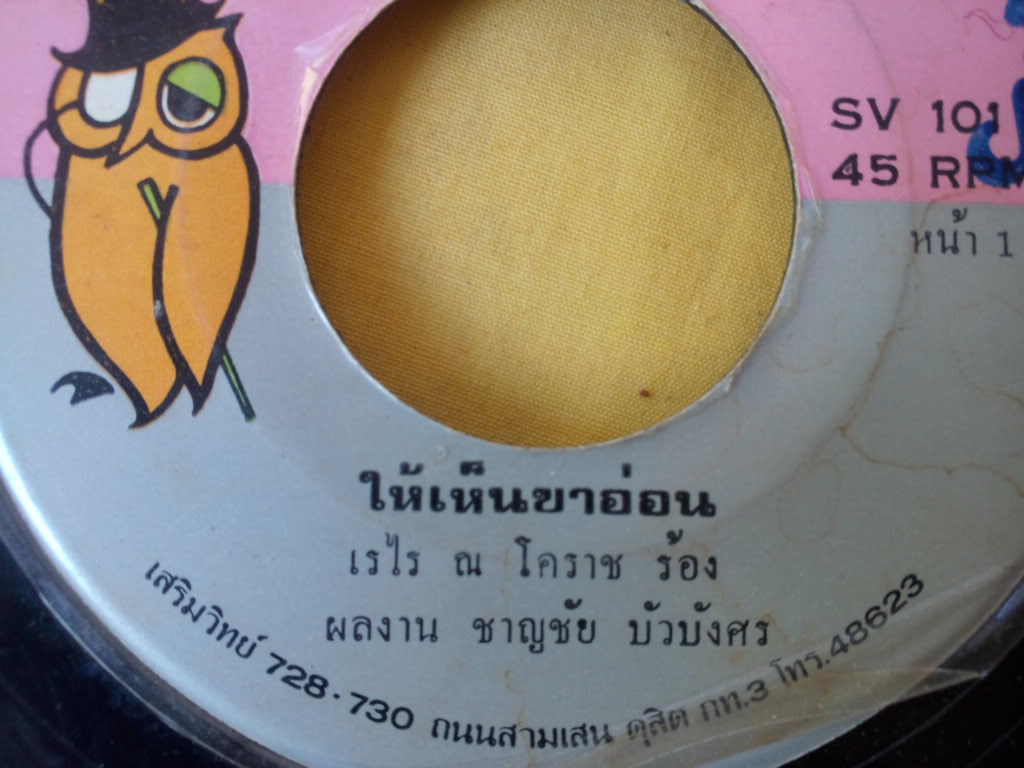 SV 101
45 RPM
หน้า 1
ให้เห็นขาอ่อน
เรไร ณ โคราช ร้อง
ผลงาน ชาญชัย บัวบังศร
เสริมวิทย์ 728-730 ถนนสามเสน ดุสิต กท.3 โทร.48623